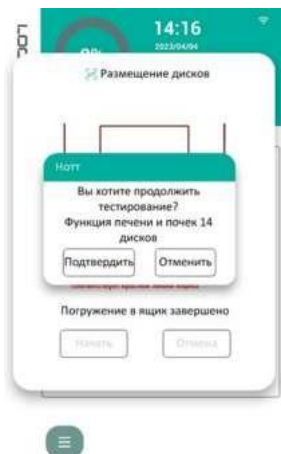 14:16
2023/04/04
Размещение дисков
Нотт
Вы хотите продолжить
тестирование?
Функция печени и почек 14
дисков
Подтвердить
Отменить
Погружение в ящик завершено
Начать
Отмена